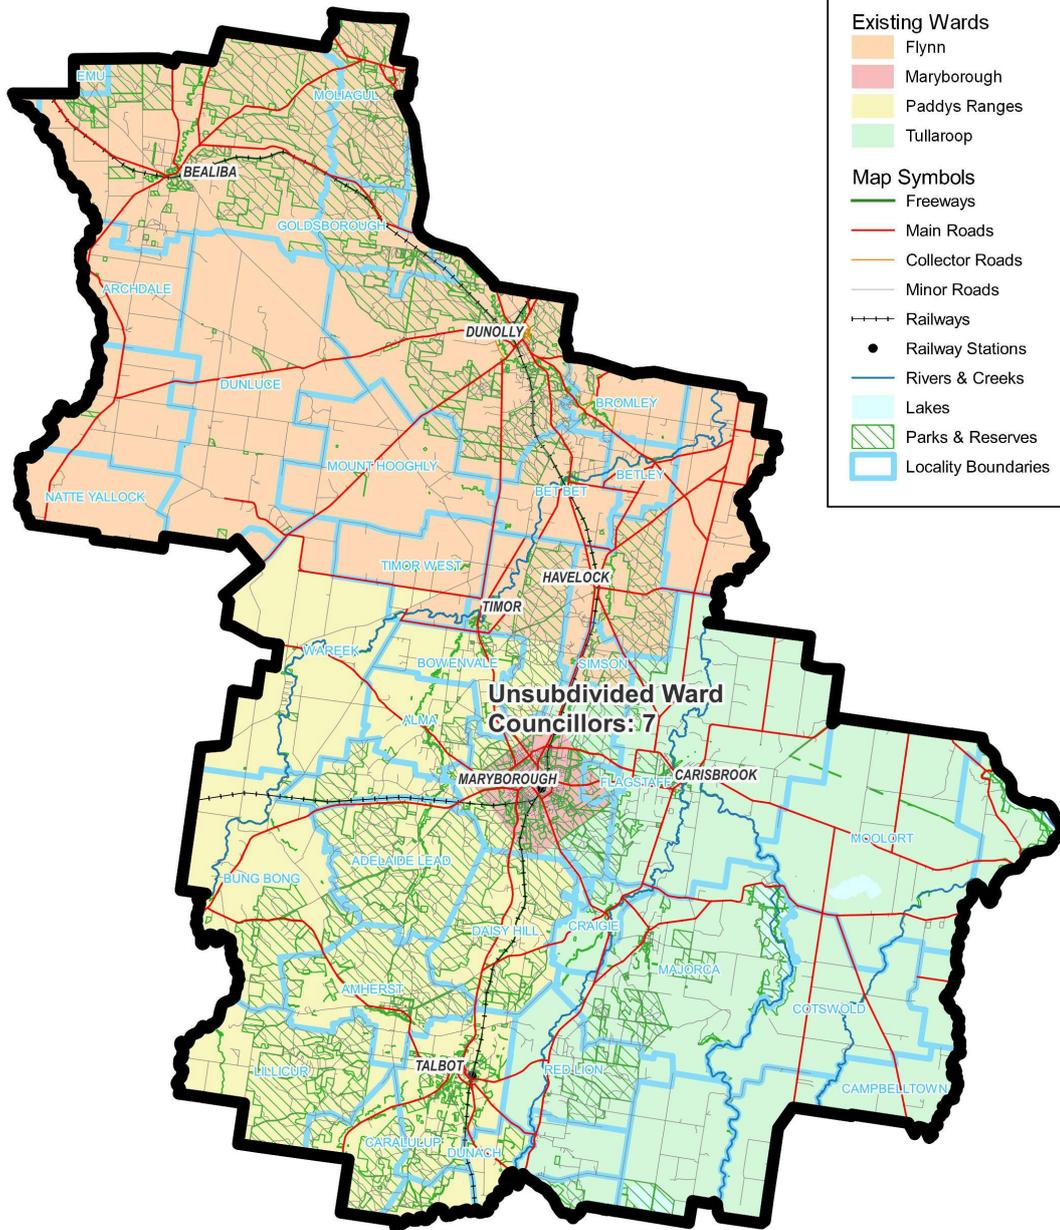 Existing Wards
Flynn
Maryborough
Paddys Ranges
Tullaroop
Map Symbols
Freeways
Main Roads
Collector Roads
Minor Roads
Railways
Railway Stations
Rivers & Creeks
Lakes
Parks & Reserves
Locality Boundaries
EMU
MOLIAGUL
BEALIBA
GOLDSBOROUGH
ARCHDALE
DUNOLLY
DUNLUCE
BROMLEY
MOUNT HOOGHLY
BETLEY
NATTE YALLOCK
BET BET
TIMOR WEST
HAVELOCK
TIMOR
WAREEK
BOWENVALE
SIMSON
Unsubdivided Ward
Councillors: 7
ALMA
MARYBOROUGH
FLAGSTAFF
CARISBROOK
MOOLORT
ADELAIDE LEAD
BUNG BONG
DAISY HILL
CRAIGIE
MAJORCA
AMHERST
COTSWOLD
TALBOT
LILLICUR
RED LION
CAMPBELLTOWN
CARALULUP
DUNACH